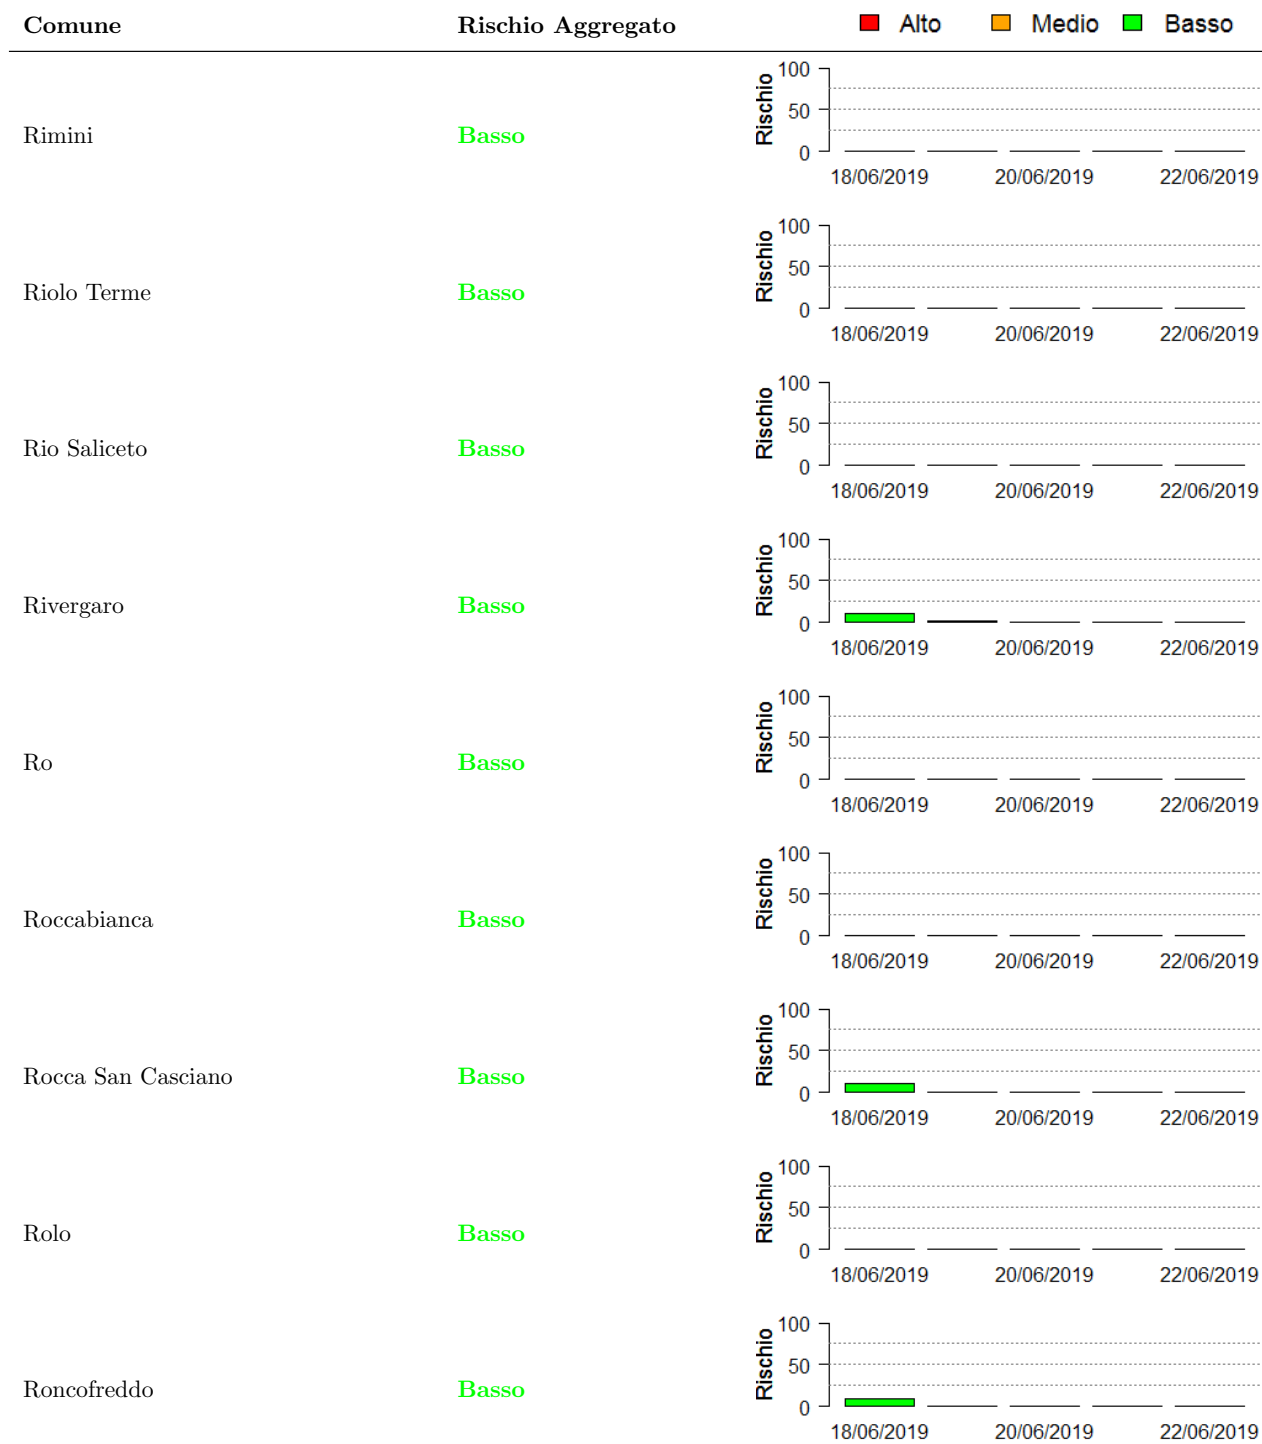 Comune Rischio Aggregato Alto Medio Basso
100
50
0
Rischio
Rimini Basso
18/06/2019 20/06/2019 22/06/2019
100
50
0
Rischio
Riolo Terme Basso
18/06/2019 20/06/2019 22/06/2019
100
50
0
Rischio
Rio Saliceto Basso
18/06/2019 20/06/2019 22/06/2019
100
50
0
Rischio
Rivergaro Basso
18/06/2019 20/06/2019 22/06/2019
100
50
0
Rischio
Ro Basso
18/06/2019 20/06/2019 22/06/2019
100
50
0
Rischio
Roccabianca Basso
18/06/2019 20/06/2019 22/06/2019
100
50
0
Rischio
Rocca San Casciano Basso
18/06/2019 20/06/2019 22/06/2019
100
50
0
Rischio
Rolo Basso
18/06/2019 20/06/2019 22/06/2019
100
50
0
Rischio
Roncofreddo Basso
18/06/2019 20/06/2019 22/06/2019